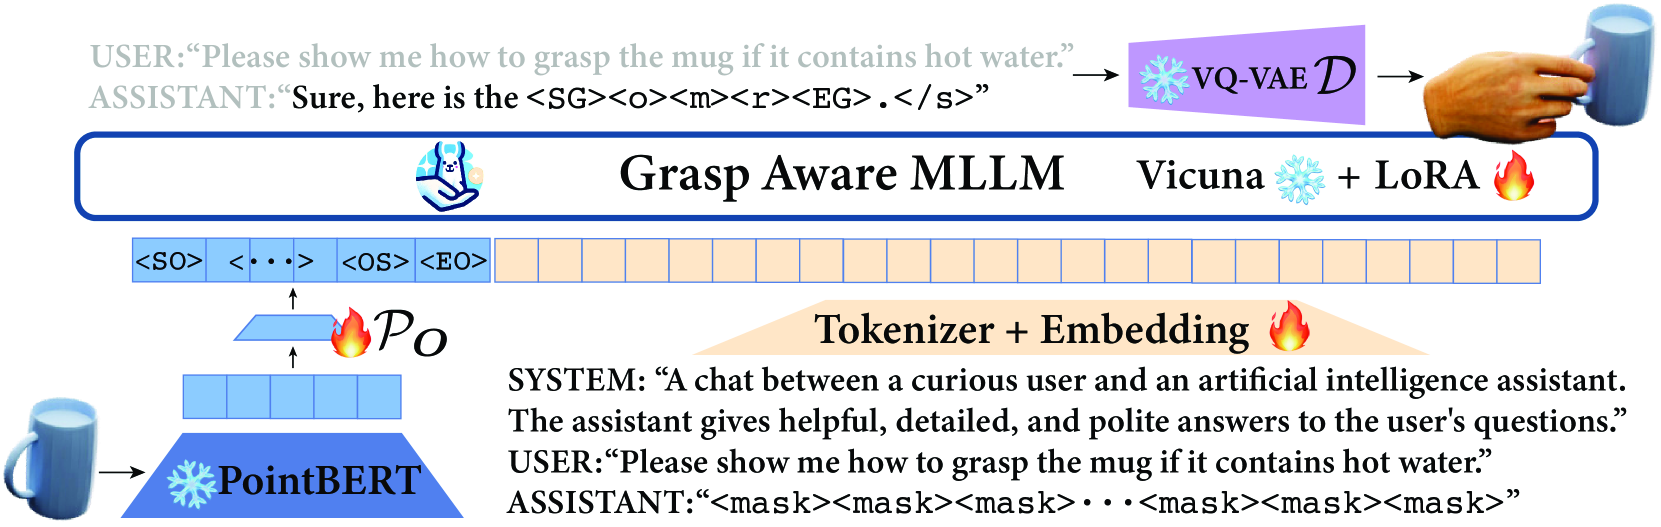 USER:“Please show me how to grasp the mug if it contains hot water.”
ASSISTANT:“Sure, here is the <SG><o><m><r><EG>.</s>”
VQ-VAE D
Grasp Aware MLLM
Vicuna + LoRA
<SO> <···> <OS> <EO>
P_O
Tokenizer + Embedding
SYSTEM: “A chat between a curious user and an artificial intelligence assistant.
The assistant gives helpful, detailed, and polite answers to the user's questions.”
USER:“Please show me how to grasp the mug if it contains hot water.”
ASSISTANT:“<mask><mask><mask>···<mask><mask><mask>”
PointBERT